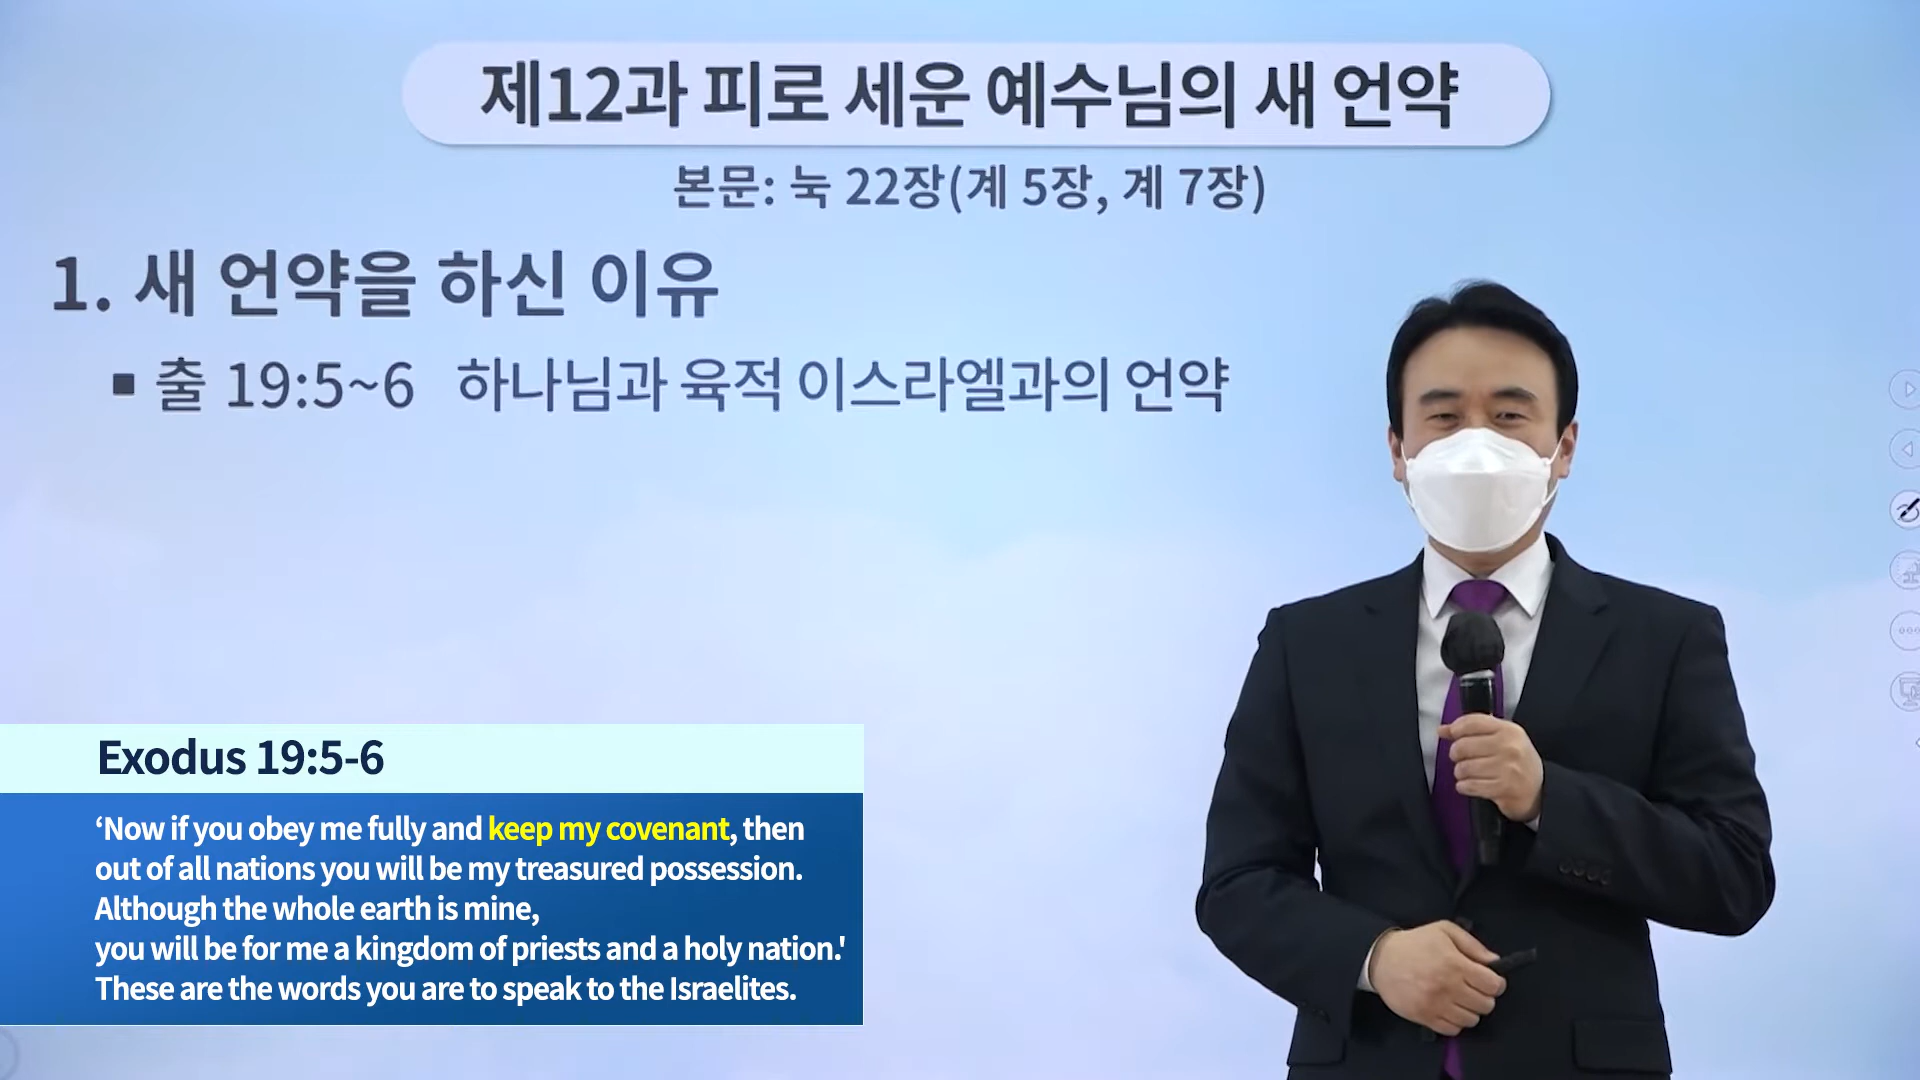 제12과 피로 세운 예수님의 새 언약
본문: 눅 22장(계 5장, 계 7장)
1. 새 언약을 하신 이유
▪ 출 19:5~6 하나님과 육적 이스라엘과의 언약
Exodus 19:5-6
‘Now if you obey me fully and keep my covenant, then
out of all nations you will be my treasured possession.
Although the whole earth is mine,
you will be for me a kingdom of priests and a holy nation.'
These are the words you are to speak to the Israelites.